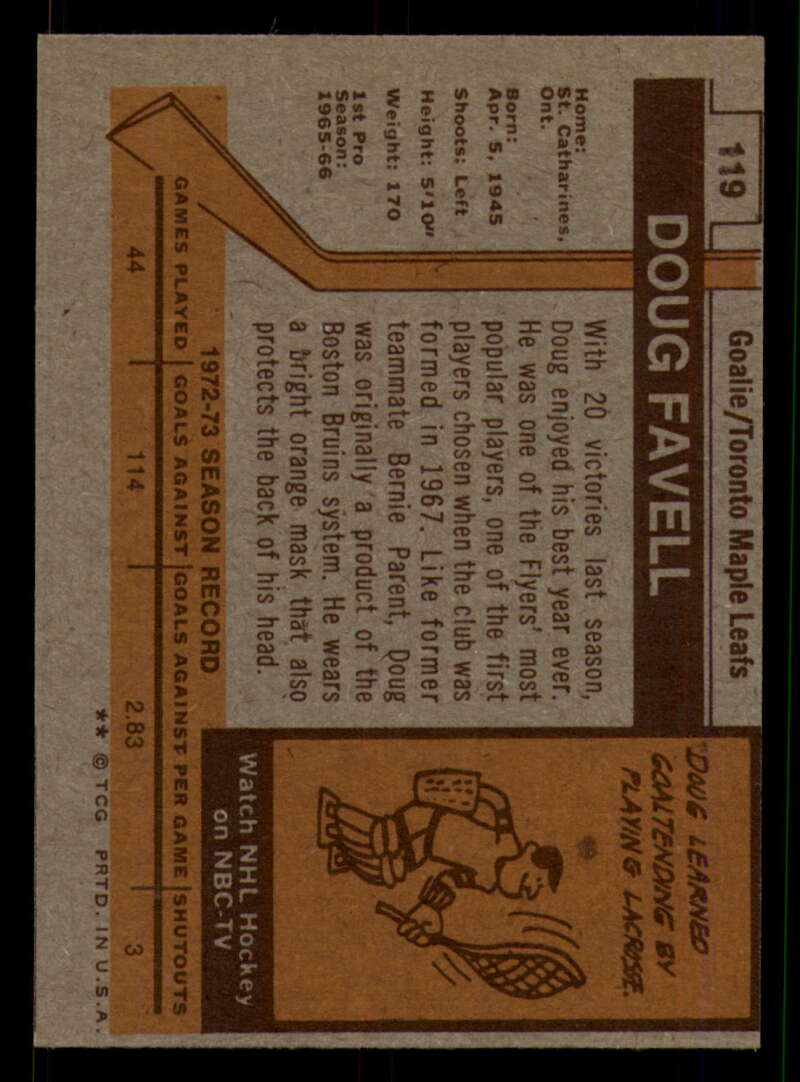 119
Goalie/Toronto Maple Leafs
DOUG FAVELL
Home:
St. Catharines,
Ont.
Born:
Apr. 5, 1945
Shoots: Left
Height: 5'10"
Weight: 170
1st Pro
Season:
1965-66
With 20 victories last season,
Doug enjoyed his best year ever.
He was one of the Flyers' most
popular players, one of the first
players chosen when the club was
formed in 1967. Like former
teammate Bernie Parent, Doug
was originally a product of the
Boston Bruins system. He wears
a bright orange mask that also
protects the back of his head.
DOUG LEARNED
GOALTENDING BY
PLAYING LACROSSE.
Watch NHL Hockey
on NBC-TV
1972-73 SEASON RECORD
GAMES PLAYED GOALS AGAINST GOALS AGAINST PER GAME SHUTOUTS
44 114 2.83 3
** © TCG PRTD. IN U.S.A.